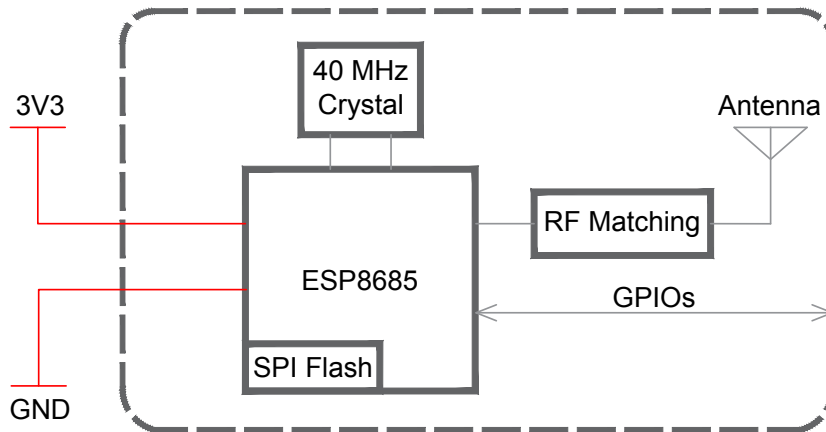 40 MHz
Crystal
3V3
Antenna
RF Matching
ESP8685
GPIOs
SPI Flash
GND